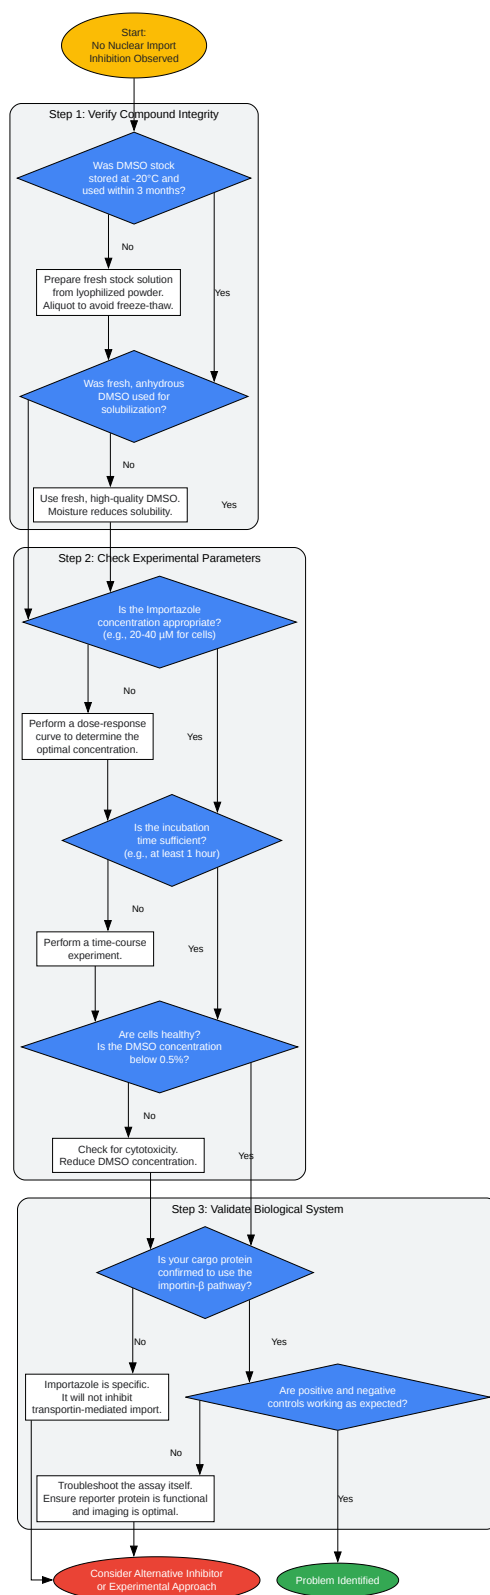 Start:
No Nuclear Import
Inhibition Observed
Step 1: Verify Compound Integrity
Was DMSO stock
stored at -20°C and
used within 3 months?
No
Yes
Prepare fresh stock solution
from lyophilized powder.
Aliquot to avoid freeze-thaw.
Was fresh, anhydrous
DMSO used for
solubilization?
No
Yes
Use fresh, high-quality DMSO.
Moisture reduces solubility.
Step 2: Check Experimental Parameters
Is the Importazole
concentration appropriate?
(e.g., 20-40 µM for cells)
No
Yes
Perform a dose-response
curve to determine the
optimal concentration.
Is the incubation
time sufficient?
(e.g., at least 1 hour)
No
Yes
Perform a time-course
experiment.
Are cells healthy?
Is the DMSO concentration
below 0.5%?
No
Yes
Check for cytotoxicity.
Reduce DMSO concentration.
Step 3: Validate Biological System
Is your cargo protein
confirmed to use the
importin-β pathway?
No
Yes
Importazole is specific.
It will not inhibit
transportin-mediated import.
Are positive and negative
controls working as expected?
No
Yes
Troubleshoot the assay itself.
Ensure reporter protein is functional
and imaging is optimal.
Consider Alternative Inhibitor
or Experimental Approach
Problem Identified